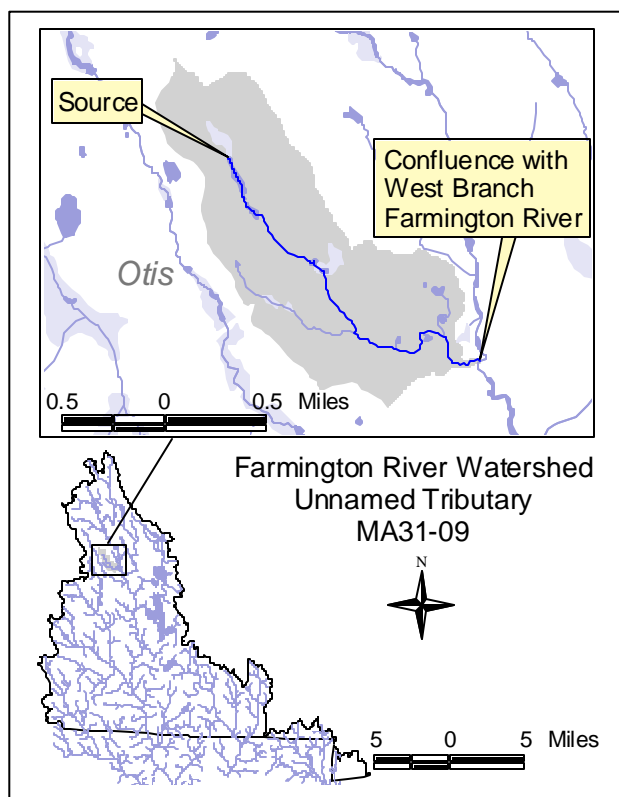 Source
Confluence with
West Branch
Farmington River
Otis
0.5 0 0.5 Miles
Farmington River Watershed
Unnamed Tributary
MA31-09
N
5 0 5 Miles